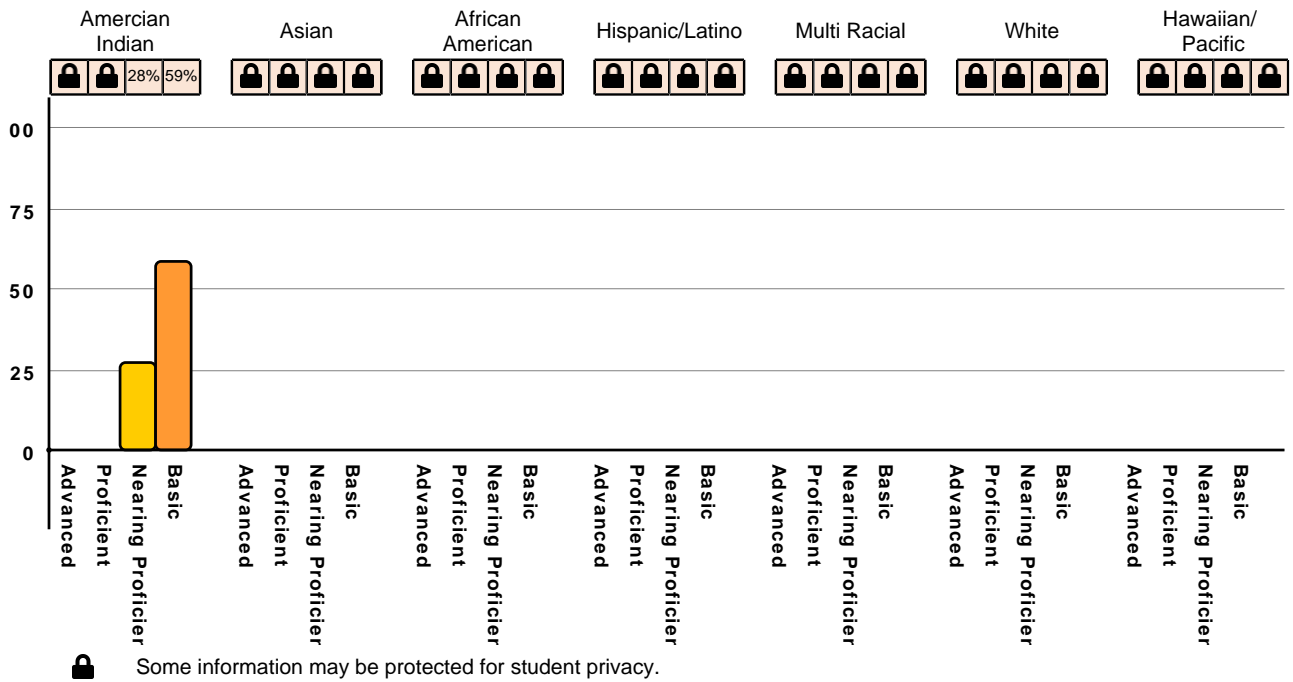 Amercian
Indian
Asian
African
American
Hispanic/Latino
Multi Racial
White
Hawaiian/
Pacific
28% 59%
00
75
50
25
0
Advanced
Proficient
Nearing Proficier
Basic
Advanced
Proficient
Nearing Proficier
Basic
Advanced
Proficient
Nearing Proficier
Basic
Advanced
Proficient
Nearing Proficier
Basic
Advanced
Proficient
Nearing Proficier
Basic
Advanced
Proficient
Nearing Proficier
Basic
Advanced
Proficient
Nearing Proficier
Basic
Some information may be protected for student privacy.